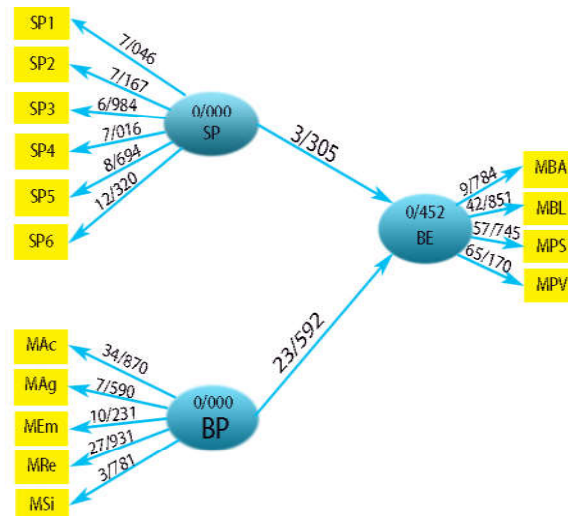 SP1
SP2
SP3
SP4
SP5
SP6
7/046
7/167
6/984
7/016
8/694
12/320
0/000
SP
3/305
0/452
BE
9/784
42/851
57/745
65/170
MBA
MBL
MPS
MPV
23/592
MAc
MAg
MEm
MRe
MSi
34/870
7/590
10/231
27/931
3/781
0/000
BP